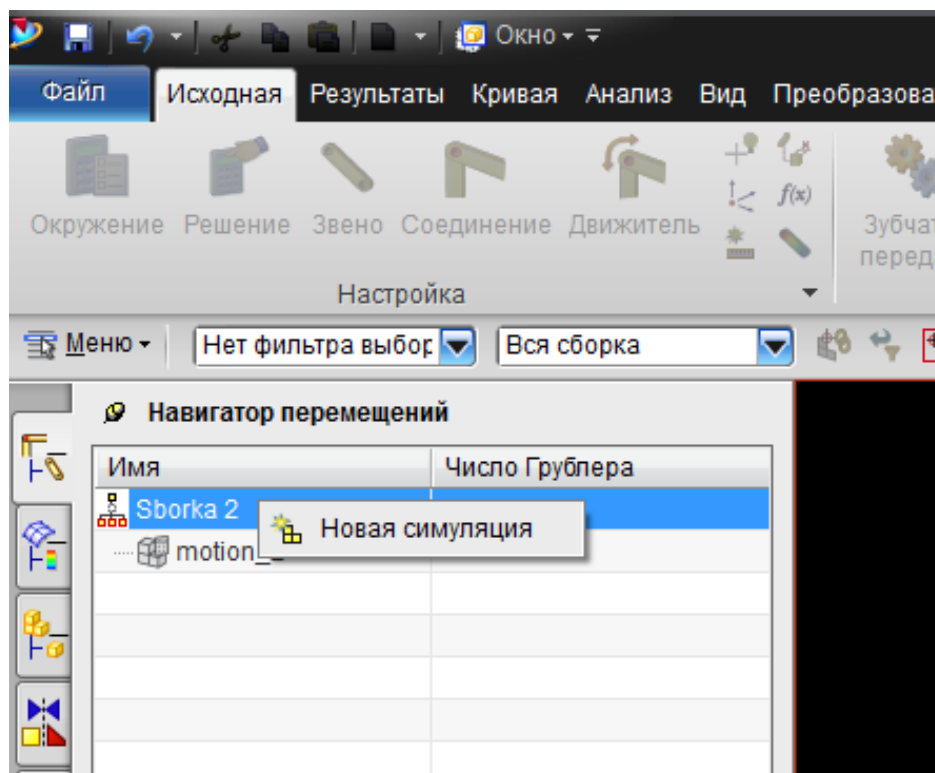 Окно
Файл Исходная Результаты Кривая Анализ Вид Преобразова
Окружение Решение Звено Соединение Движитель f(x) Зубчат
перед
Настройка
Меню Нет фильтра выбор Вся сборка
Навигатор перемещений
Имя Число Грублера
Sborka 2
Новая симуляция
motion_